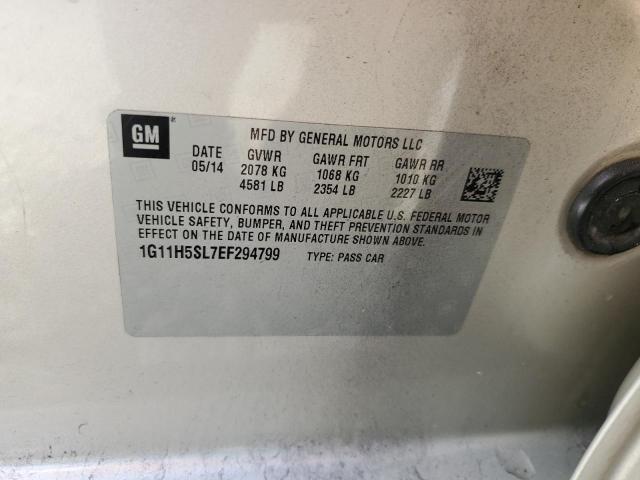 GM
MFD BY GENERAL MOTORS LLC
DATE GVWR GAWR FRT GAWR RR
05/14 2078 KG 1068 KG 1010 KG
4581 LB 2354 LB 2227 LB
THIS VEHICLE CONFORMS TO ALL APPLICABLE U.S. FEDERAL MOTOR
VEHICLE SAFETY, BUMPER, AND THEFT PREVENTION STANDARDS IN
EFFECT ON THE DATE OF MANUFACTURE SHOWN ABOVE.
1G11H5SL7EF294799 TYPE: PASS CAR